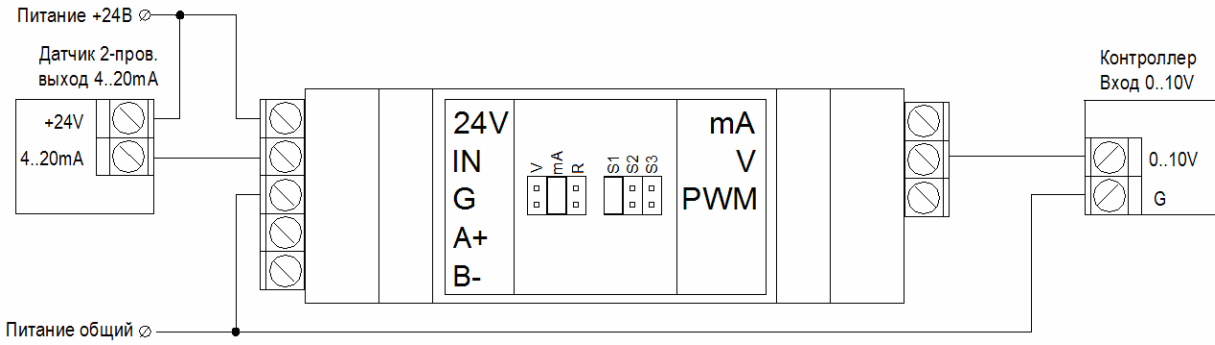 Питание +24В
Датчик 2-пров.
выход 4..20mA
+24V
4..20mA
24V
IN
G
A+
B-
V
mA
R
S1
S2
S3
mA
V
PWM
Контроллер
Вход 0..10V
0..10V
G
Питание общий